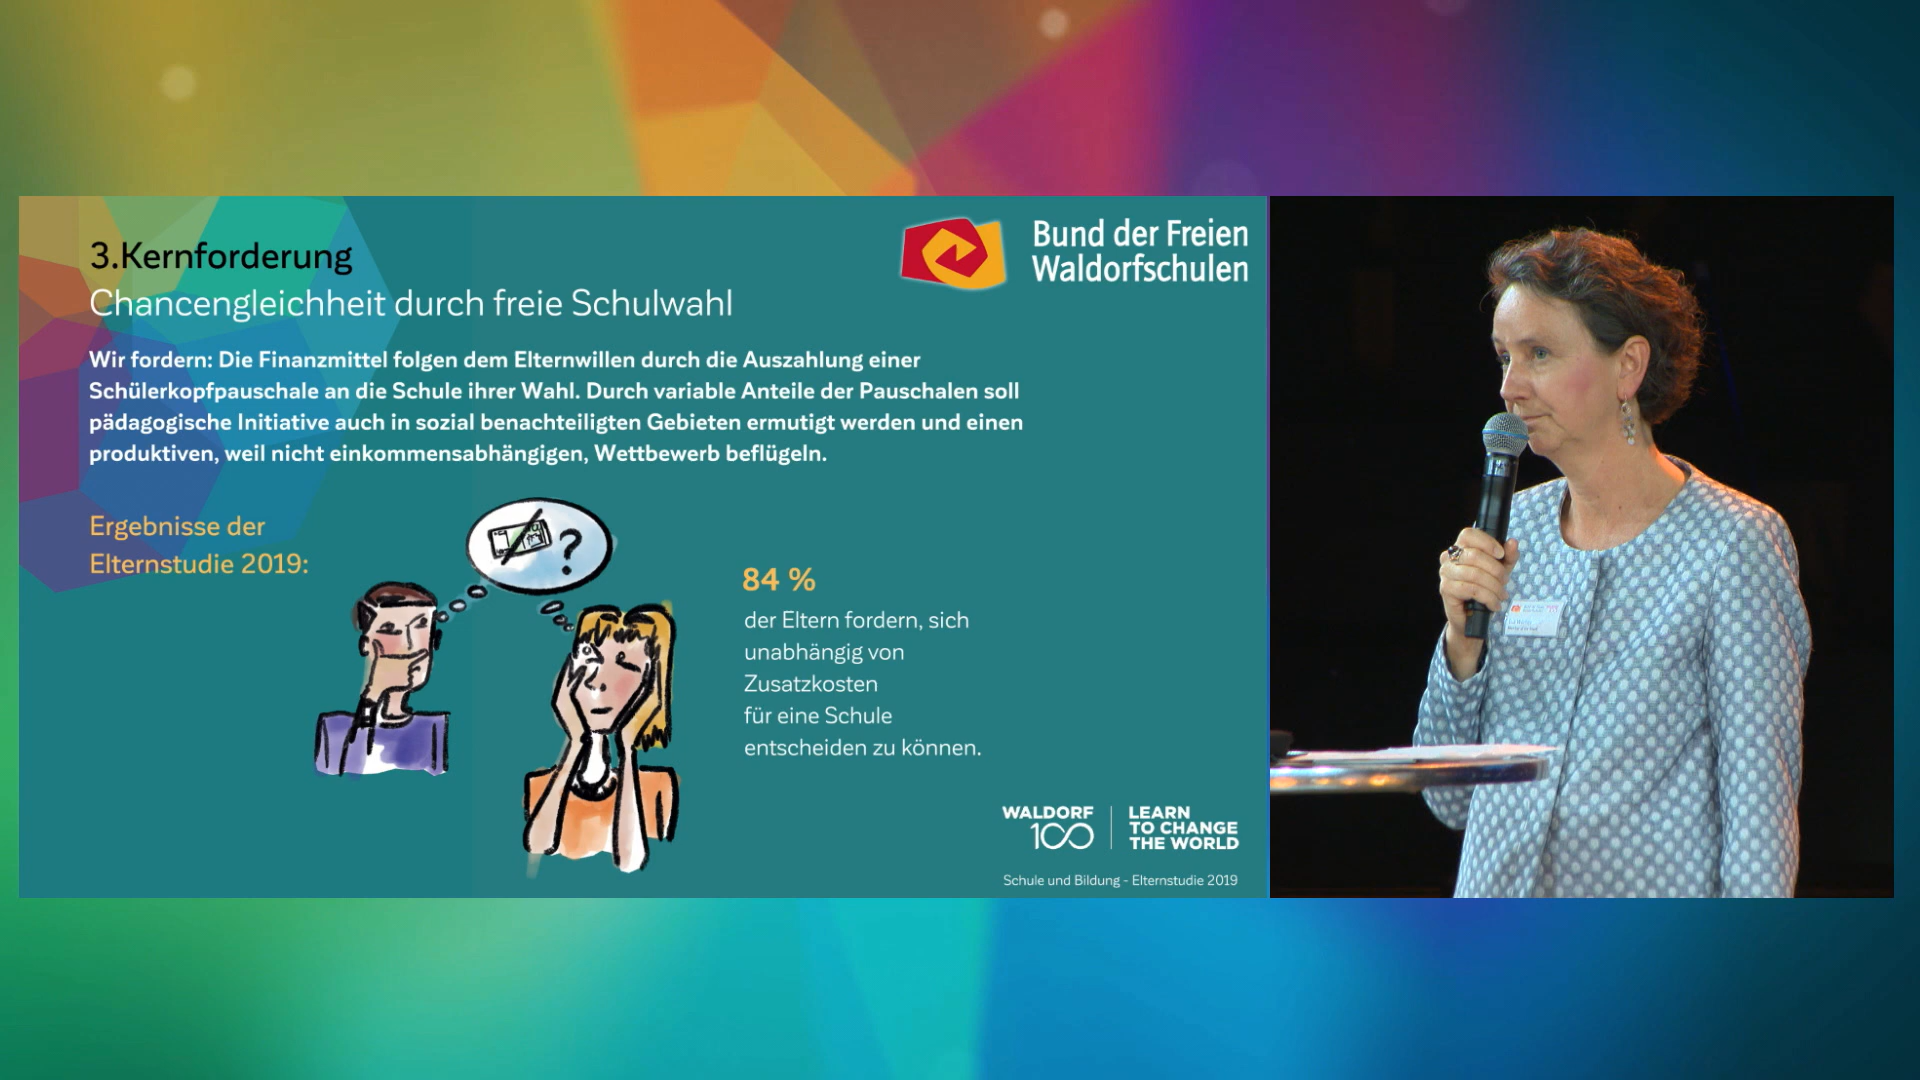 3.Kernforderung
Chancengleichheit durch freie Schulwahl
Bund der Freien
Waldorfschulen
Wir fordern: Die Finanzmittel folgen dem Elternwillen durch die Auszahlung einer
Schülerkopfpauschale an die Schule ihrer Wahl. Durch variable Anteile der Pauschalen soll
pädagogische Initiative auch in sozial benachteiligten Gebieten ermutigt werden und einen
produktiven, weil nicht einkommensabhängigen, Wettbewerb beflügeln.
Ergebnisse der
Elternstudie 2019:
?
84 %
der Eltern fordern, sich
unabhängig von
Zusatzkosten
für eine Schule
entscheiden zu können.
WALDORF
100
LEARN
TO CHANGE
THE WORLD
Schule und Bildung - Elternstudie 2019